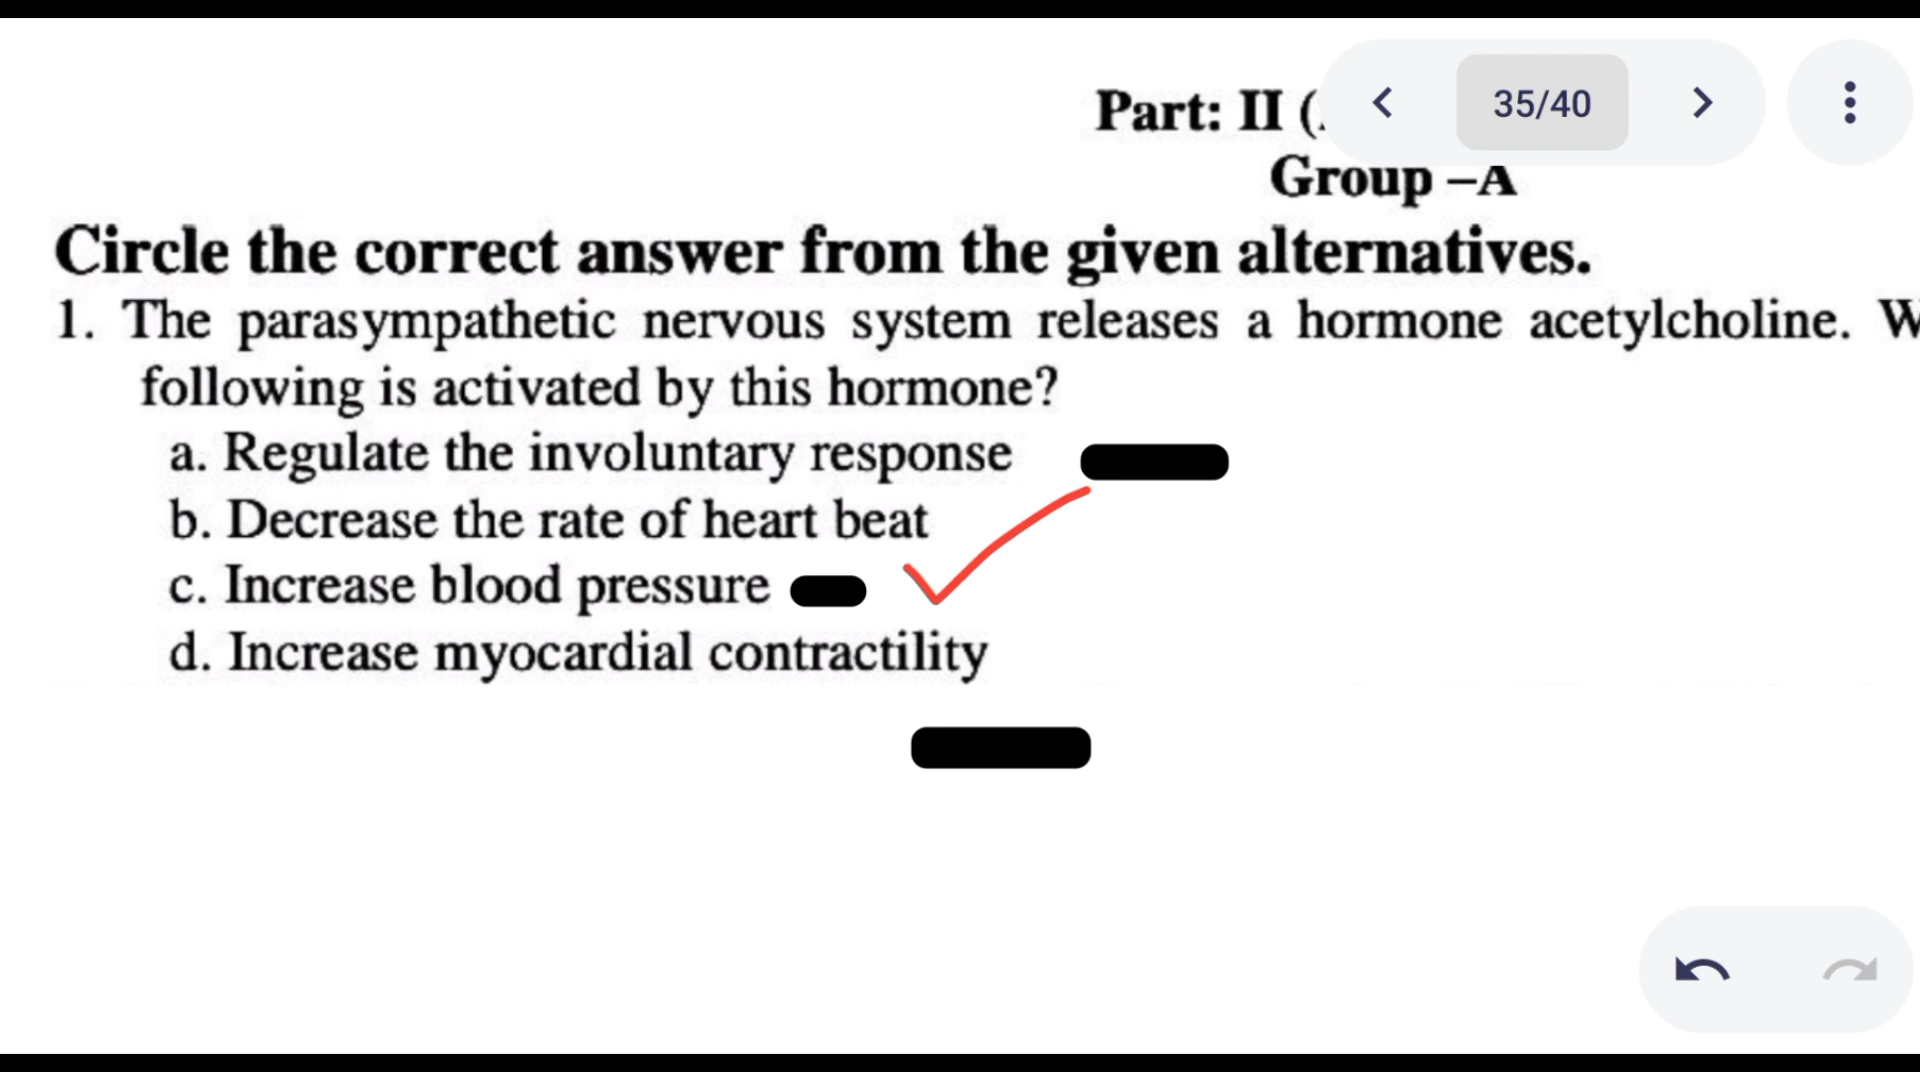 35/40
Part: II (
Group –A
Circle the correct answer from the given alternatives.
1. The parasympathetic nervous system releases a hormone acetylcholine. W
following is activated by this hormone?
a. Regulate the involuntary response
b. Decrease the rate of heart beat
c. Increase blood pressure
d. Increase myocardial contractility